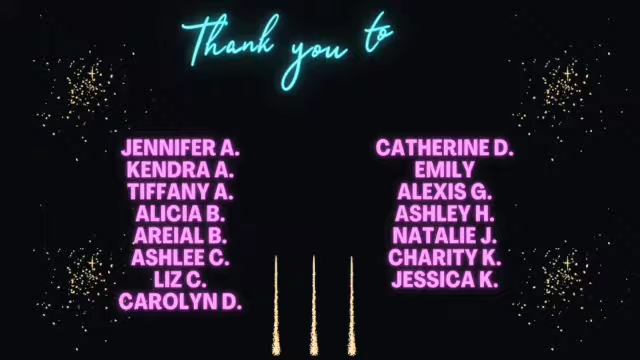 Thank you to
JENNIFER A.
KENDRA A.
TIFFANY A.
ALICIA B.
AREIAL B.
ASHLEE C.
LIZ C.
CAROLYN D.
CATHERINE D.
EMILY
ALEXIS G.
ASHLEY H.
NATALIE J.
CHARITY K.
JESSICA K.